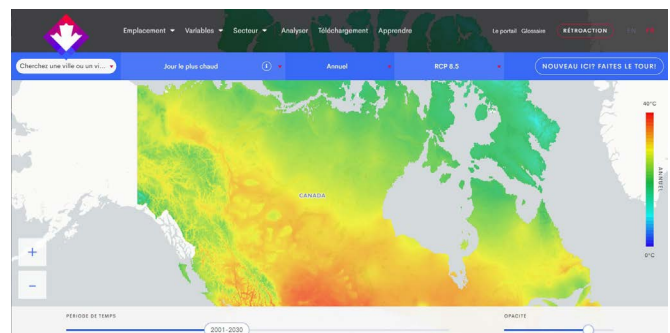 Emplacement Variables Secteur Analyser Téléchargement Apprendre Le portail Glossaire RÉTROACTION EN FR
Cherchez une ville ou un vi... Jour le plus chaud Annuel RCP 8.5 NOUVEAU ICI? FAITES LE TOUR!
40°C
CANADA
ANNUEL
0°C
+
−
PÉRIODE DE TEMPS OPACITÉ
2001-2030